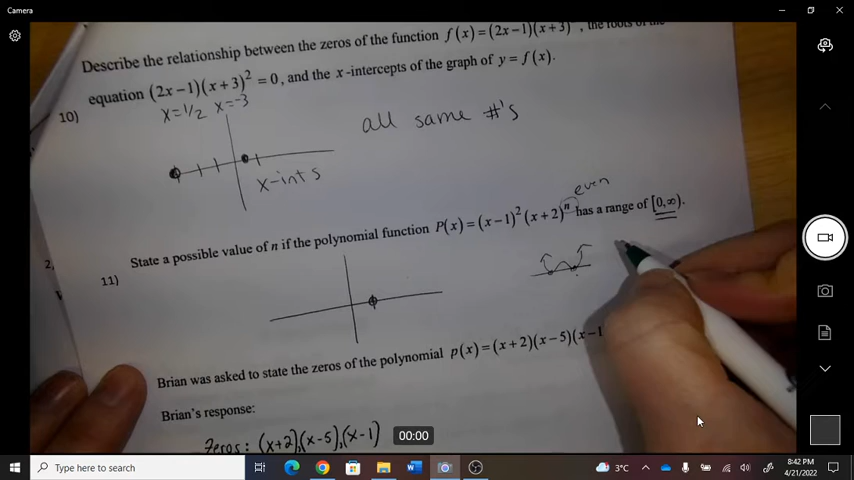 Camera
Describe the relationship between the zeros of the function f(x)=(2x−1)(x+3)², the roots of the
equation (2x−1)(x+3)²=0, and the x-intercepts of the graph of y=f(x).
10)
x=1/2 x=-3
all same #'s
x-ints
even
State a possible value of n if the polynomial function P(x)=(x−1)²(x+2)ⁿ has a range of [0,∞).
11)
2,
Brian was asked to state the zeros of the polynomial p(x)=(x+2)(x−5)(x−1
Brian's response:
Zeros: (x+2),(x-5),(x-1)
00:00
Type here to search
3°C
8:42 PM
4/21/2022